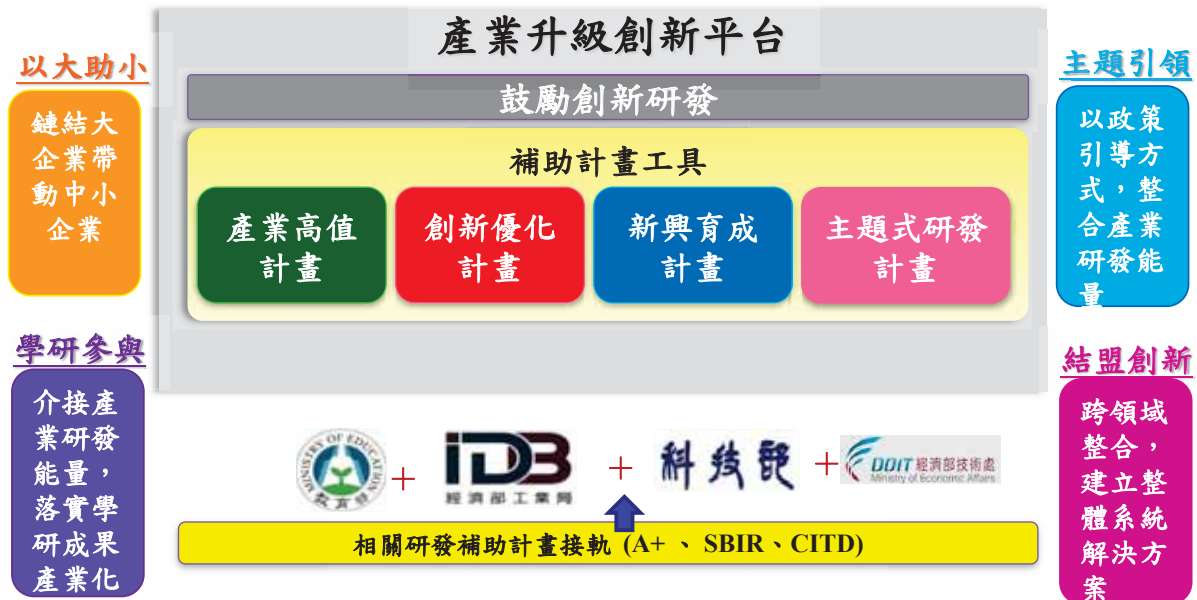 產業升級創新平台
以大助小
鏈結大
企業帶
動中小
企業
鼓勵創新研發
補助計畫工具
產業高值
計畫
創新優化
計畫
新興育成
計畫
主題式研發
計畫
主題引領
以政策
引導方
式，整
合產業
研發能
量
學研參與
介接產
業研發
能量，
落實學
研成果
產業化
結盟創新
跨領域
整合，
建立整
體系統
解決方
案
MINISTRY OF EDUCATION
教育部
+
IDB
經濟部工業局
+
科技部
+
DOIT 經濟部技術處
Ministry of Economic Affairs
相關研發補助計畫接軌 (A+ 、 SBIR、CITD)